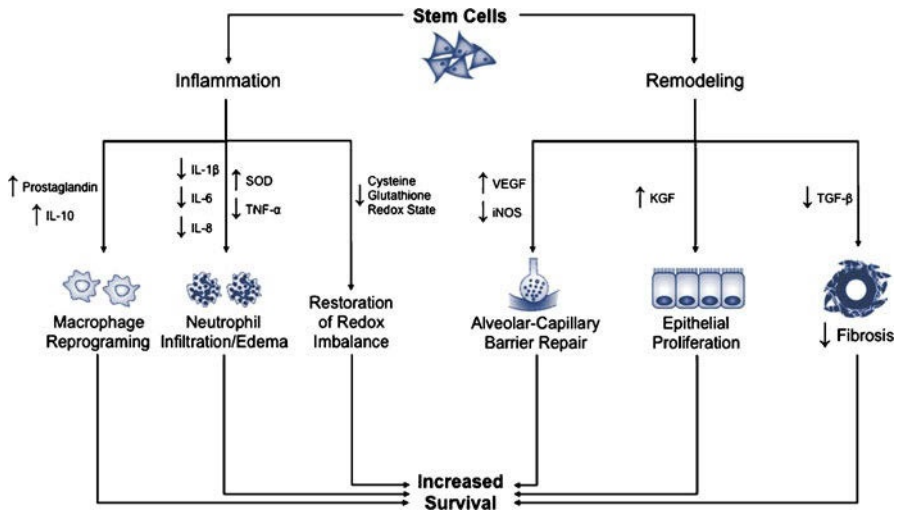 Stem Cells
Inflammation
Remodeling
↑ Prostaglandin
↑ IL-10
↓ IL-1β
↓ IL-6
↓ IL-8
↑ SOD
↓ TNF-α
↓ Cysteine
Glutathione
Redox State
↑ VEGF
↓ iNOS
↑ KGF
↓ TGF-β
Macrophage
Reprograming
Neutrophil
Infiltration/Edema
Restoration
of Redox
Imbalance
Alveolar-Capillary
Barrier Repair
Epithelial
Proliferation
↓ Fibrosis
Increased
Survival